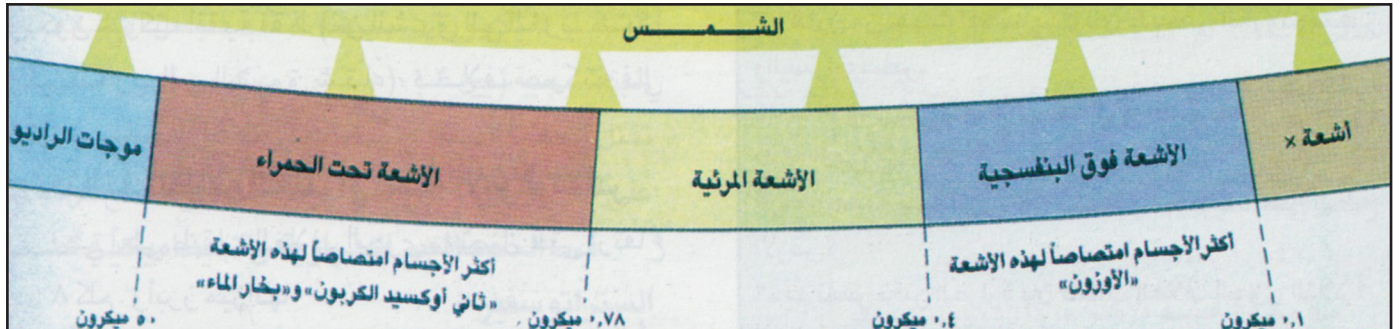 الشمـــــــس
أشعة ×
الأشعة فوق البنفسجية
الأشعة المرئية
الأشعة تحت الحمراء
موجات الراديو
أكثر الأجسام امتصاصاً لهذه الأشعة
«الأوزون»
أكثر الأجسام امتصاصاً لهذه الأشعة
«ثاني أوكسيد الكربون» و«بخار الماء»
٠,١ ميكرون
٠,٤ ميكرون
٠,٧٨ ميكرون
٥٠ ميكرون